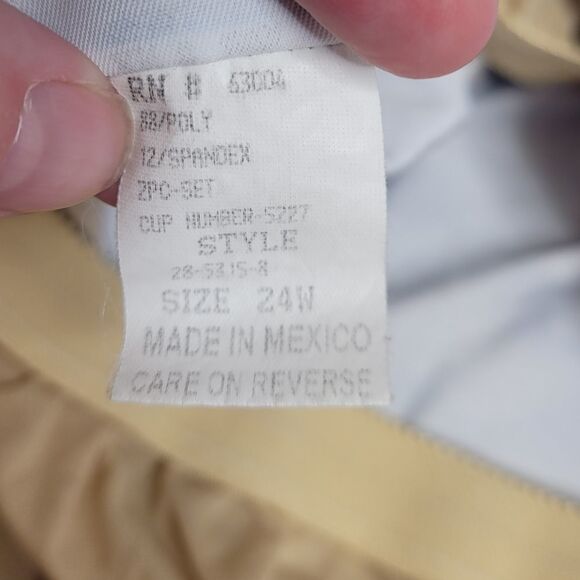 RN # 63004
88/POLY
12/SPANDEX
2PC-SET
CUP NUMBER-5227
STYLE
28-5315-8
SIZE 24W
MADE IN MEXICO
CARE ON REVERSE